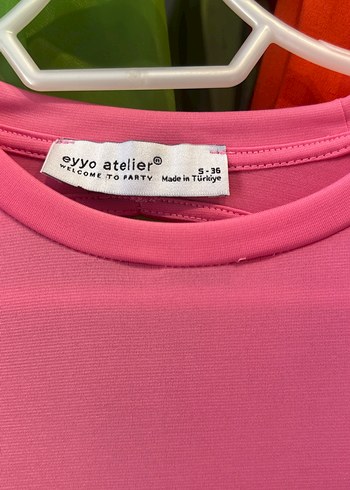 eyyo atelier®
WELCOME TO PARTY
S-36
Made in Türkiye